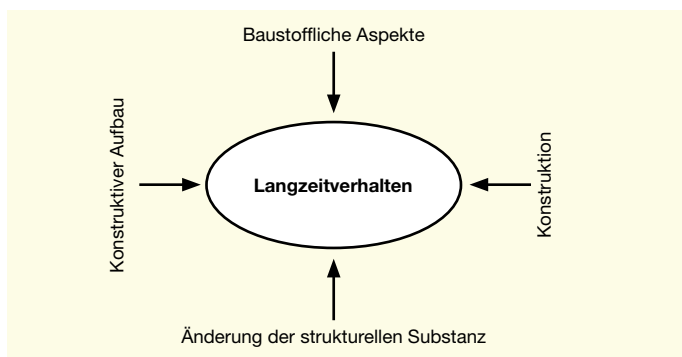 Baustoffliche Aspekte
Konstruktiver Aufbau
Langzeitverhalten
Konstruktion
Änderung der strukturellen Substanz